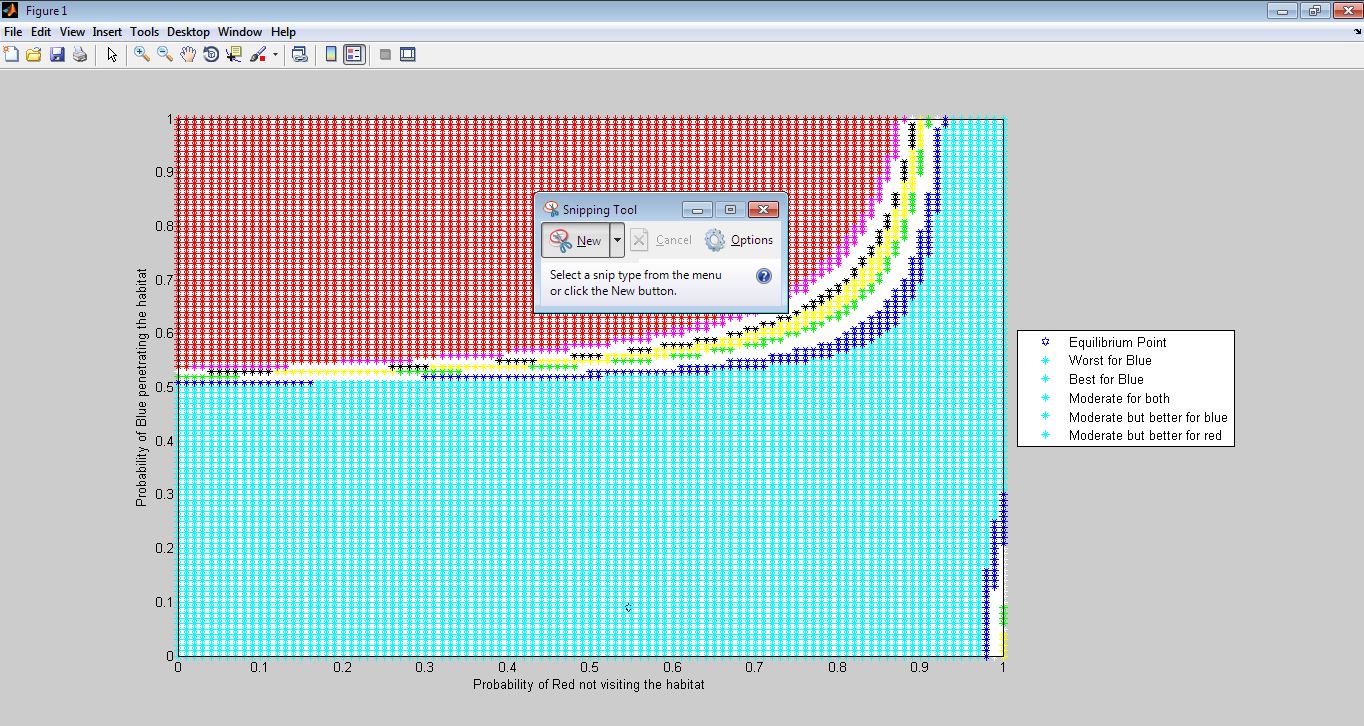 Figure 1
File Edit View Insert Tools Desktop Window Help
1
0.9
0.8
0.7
0.6
0.5
0.4
0.3
0.2
0.1
0
Probability of Blue penetrating the habitat
Snipping Tool
New Cancel Options
Select a snip type from the menu
or click the New button.
Equilibrium Point
Worst for Blue
Best for Blue
Moderate for both
Moderate but better for blue
Moderate but better for red
0 0.1 0.2 0.3 0.4 0.5 0.6 0.7 0.8 0.9 1
Probability of Red not visiting the habitat